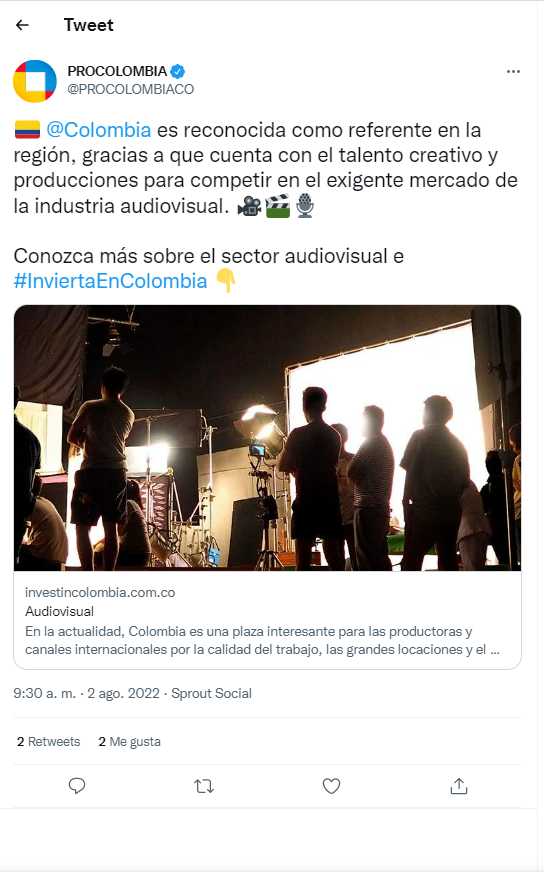 Tweet
PROCOLOMBIA
@PROCOLOMBIACO
@Colombia es reconocida como referente en la
región, gracias a que cuenta con el talento creativo y
producciones para competir en el exigente mercado de
la industria audiovisual.
Conozca más sobre el sector audiovisual e
#InviertaEnColombia
investincolombia.com.co
Audiovisual
En la actualidad, Colombia es una plaza interesante para las productoras y
canales internacionales por la calidad del trabajo, las grandes locaciones y el ...
9:30 a. m. · 2 ago. 2022 · Sprout Social
2 Retweets 2 Me gusta